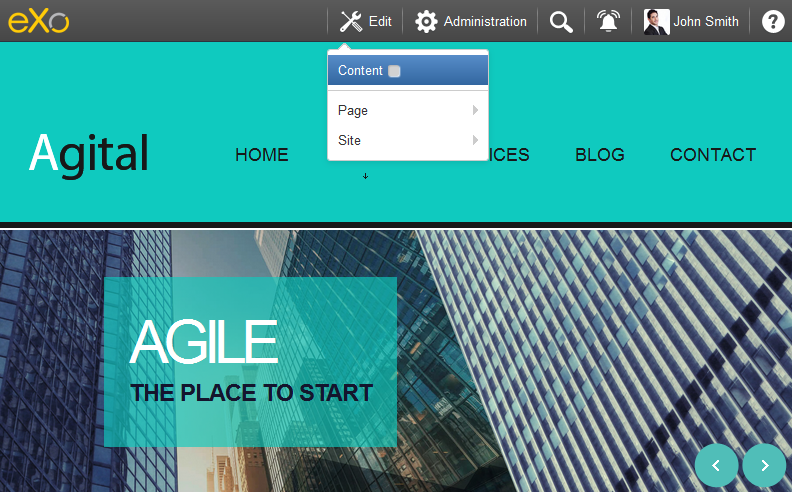 eXo Edit Administration John Smith ?
Content
Page
Site
Agital
HOME ICES BLOG CONTACT
AGILE
THE PLACE TO START